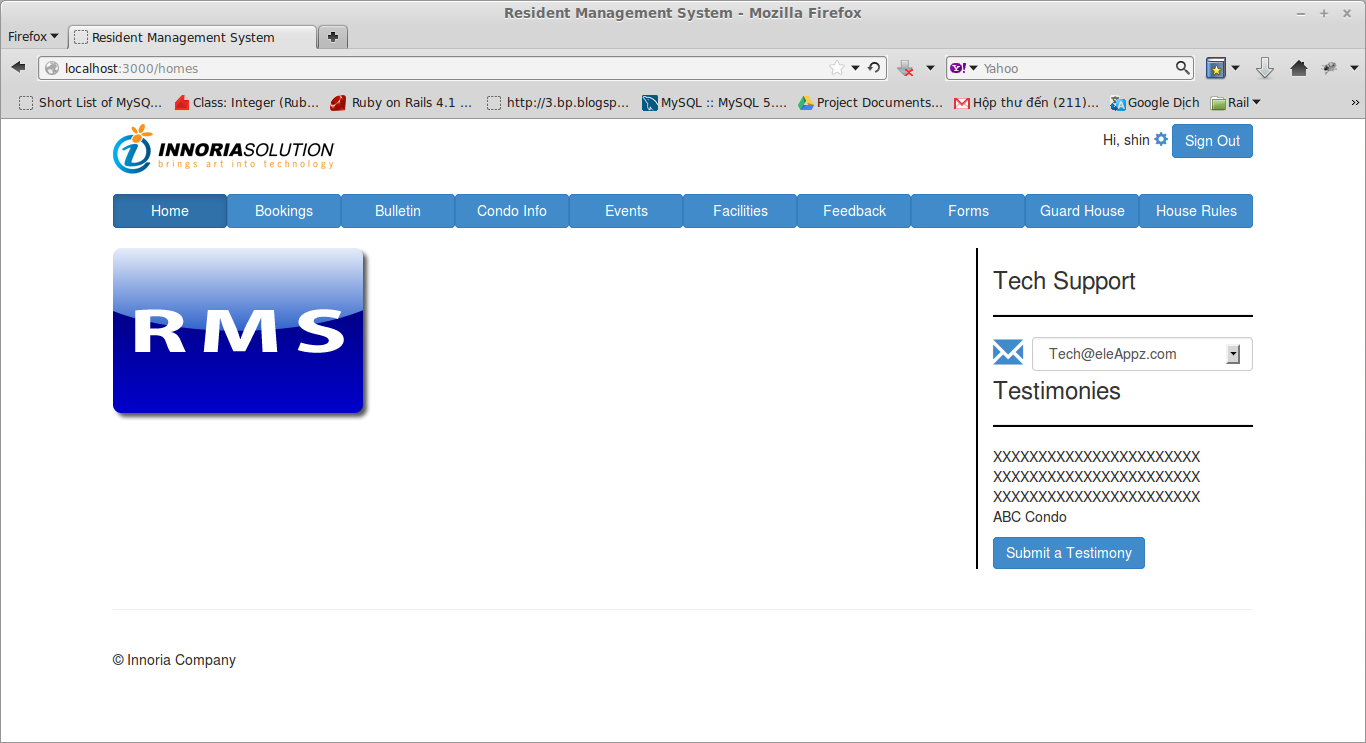 Resident Management System - Mozilla Firefox
Firefox
Resident Management System
localhost:3000/homes
Y!
Yahoo
Short List of MySQ...
Class: Integer (Rub...
Ruby on Rails 4.1 ...
http://3.bp.blogsp...
MySQL :: MySQL 5....
Project Documents...
Hộp thư đến (211)...
Google Dịch
Rail
»
INNORIASOLUTION
brings art into technology
Hi, shin
Sign Out
Home
Bookings
Bulletin
Condo Info
Events
Facilities
Feedback
Forms
Guard House
House Rules
RMS
Tech Support
Tech@eleAppz.com
Testimonies
XXXXXXXXXXXXXXXXXXXXXXX
XXXXXXXXXXXXXXXXXXXXXXX
XXXXXXXXXXXXXXXXXXXXXXX
ABC Condo
Submit a Testimony
© Innoria Company